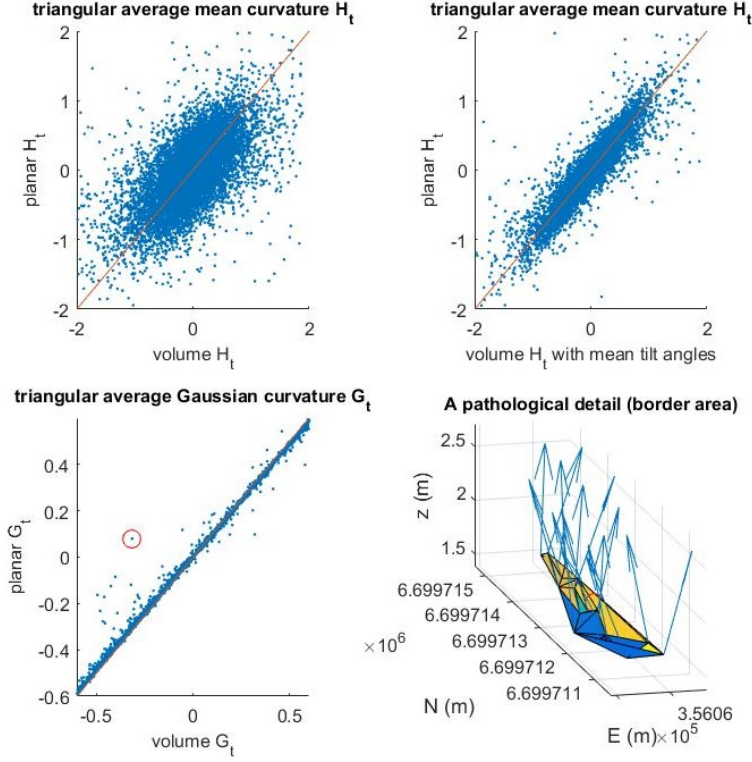 triangular average mean curvature H_t
planar H_t
2
1
0
-1
-2
-2 0 2
volume H_t
triangular average mean curvature H_t
planar H_t
2
1
0
-1
-2
-2 0 2
volume H_t with mean tilt angles
triangular average Gaussian curvature G_t
planar G_t
0.4
0.2
0
-0.2
-0.4
-0.6
-0.5 0 0.5
volume G_t
A pathological detail (border area)
z (m)
2.5
2
1.5
6.699715
6.699714
6.699713
6.699712
6.699711
×10⁶
N (m)
3.5606
E (m) ×10⁵